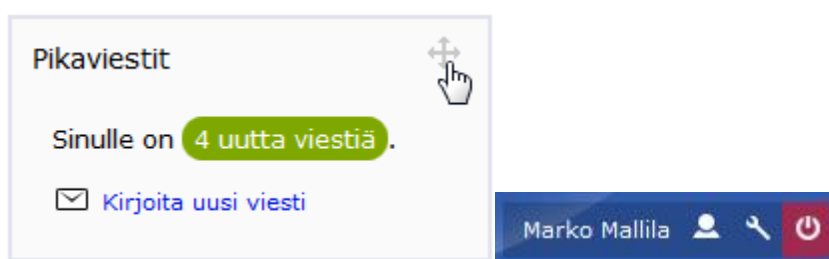 Pikaviestit
Sinulle on 4 uutta viestiä.
Kirjoita uusi viesti
Marko Mallila